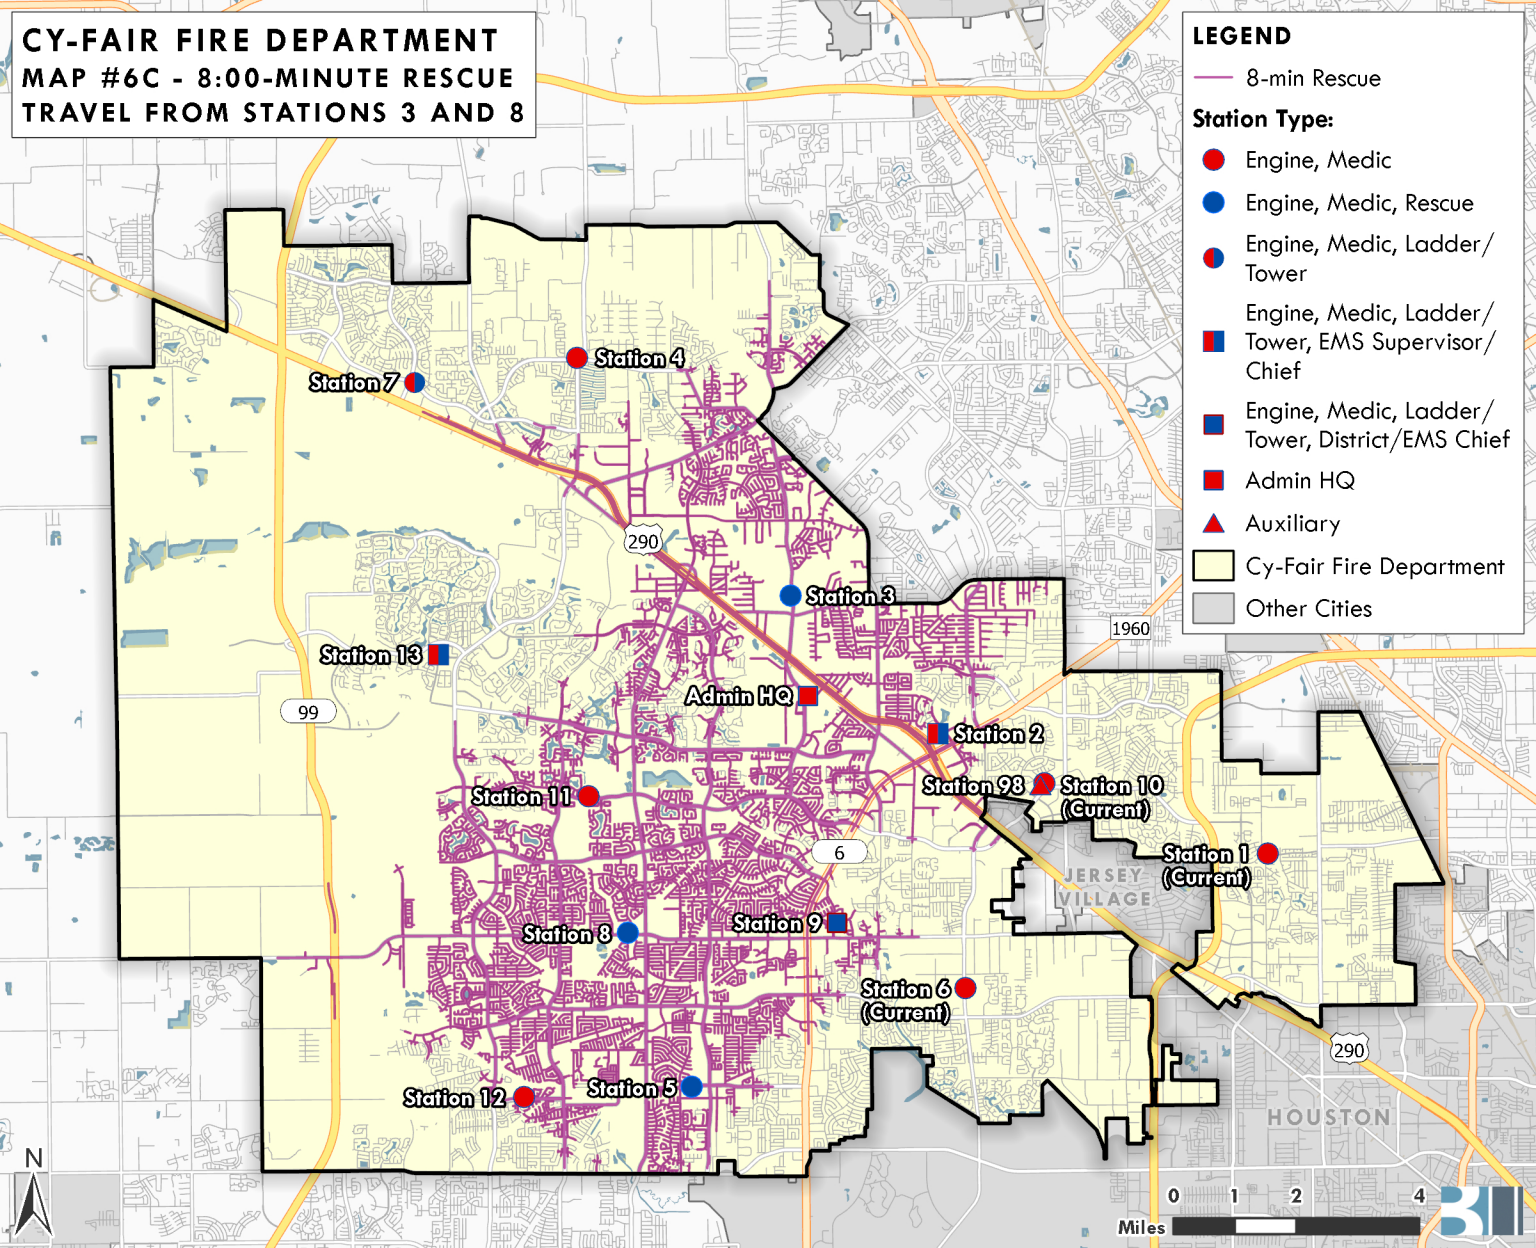 CY-FAIR FIRE DEPARTMENT
MAP #6C - 8:00-MINUTE RESCUE
TRAVEL FROM STATIONS 3 AND 8
LEGEND
8-min Rescue
Station Type:
Engine, Medic
Engine, Medic, Rescue
Engine, Medic, Ladder/
Tower
Engine, Medic, Ladder/
Tower, EMS Supervisor/
Chief
Engine, Medic, Ladder/
Tower, District/EMS Chief
Admin HQ
Auxiliary
Cy-Fair Fire Department
Other Cities
Station 4
Station 7
290
Station 3
1960
Station 13
Admin HQ
99
Station 2
Station 98
Station 10
(Current)
Station 11
6
Station 1
(Current)
JERSEY
VILLAGE
Station 9
Station 8
Station 6
(Current)
290
Station 5
Station 12
HOUSTON
N
0 1 2 4
Miles